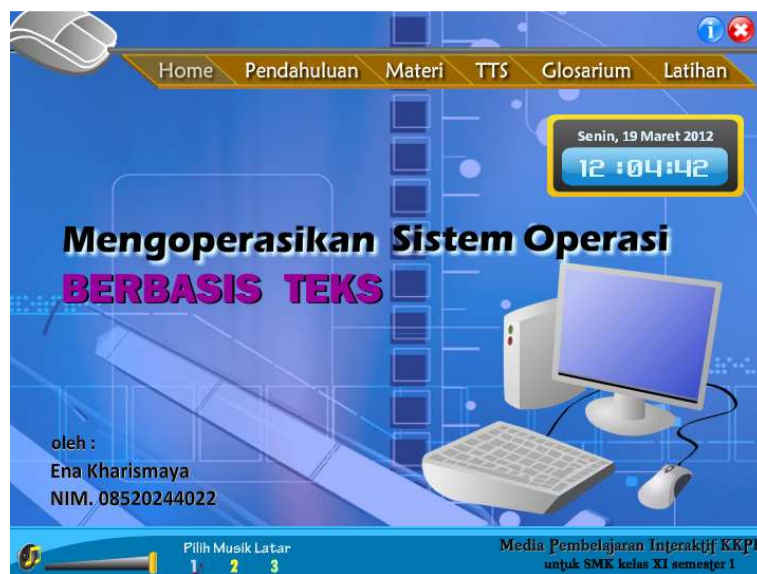 Home Pendahuluan Materi TTS Glosarium Latihan
Senin, 19 Maret 2012
12:04:42
Mengoperasikan Sistem Operasi
BERBASIS TEKS
oleh :
Ena Kharismaya
NIM. 08520244022
Pilih Musik Latar
1 2 3
Media Pembelajaran Interaktif KKPI
untuk SMK kelas XI semester 1